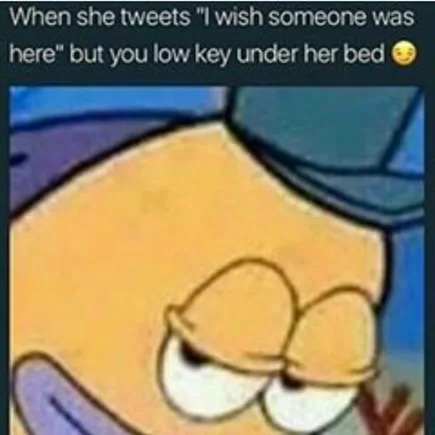 When she tweets "I wish someone was
here" but you low key under her bed 😏